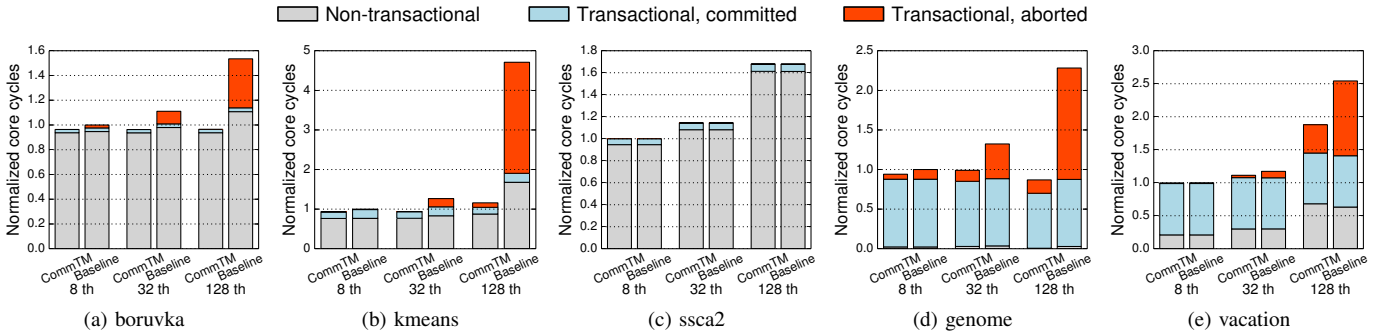 Non-transactional Transactional, committed Transactional, aborted
Normalized core cycles
1.6
1.4
1.2
1.0
0.8
0.6
0.4
0.2
0.0
CommTM Baseline CommTM Baseline CommTM Baseline
8 th 32 th 128 th
(a) boruvka
Normalized core cycles
5
4
3
2
1
0
CommTM Baseline CommTM Baseline CommTM Baseline
8 th 32 th 128 th
(b) kmeans
Normalized core cycles
1.8
1.6
1.4
1.2
1.0
0.8
0.6
0.4
0.2
0.0
CommTM Baseline CommTM Baseline CommTM Baseline
8 th 32 th 128 th
(c) ssca2
Normalized core cycles
2.5
2.0
1.5
1.0
0.5
0.0
CommTM Baseline CommTM Baseline CommTM Baseline
8 th 32 th 128 th
(d) genome
Normalized core cycles
3.0
2.5
2.0
1.5
1.0
0.5
0.0
CommTM Baseline CommTM Baseline CommTM Baseline
8 th 32 th 128 th
(e) vacation